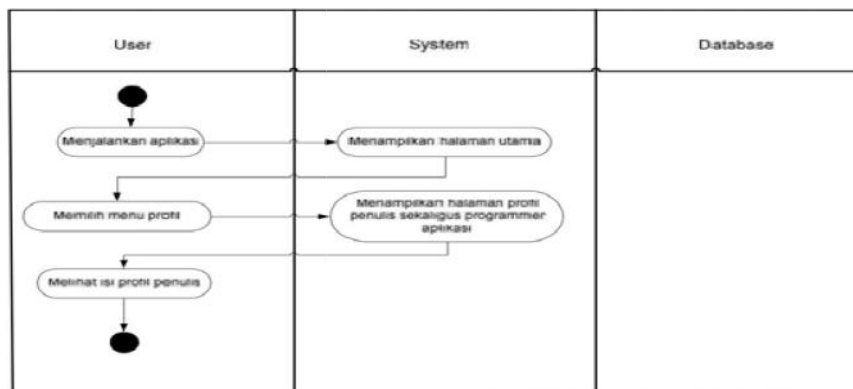 User
System
Database
Menjalankan aplikasi
Menampilkan halaman utama
Memilih menu profil
Menampilkan halaman profil
penulis sekaligus programmer
aplikasi
Melihat isi profil penulis